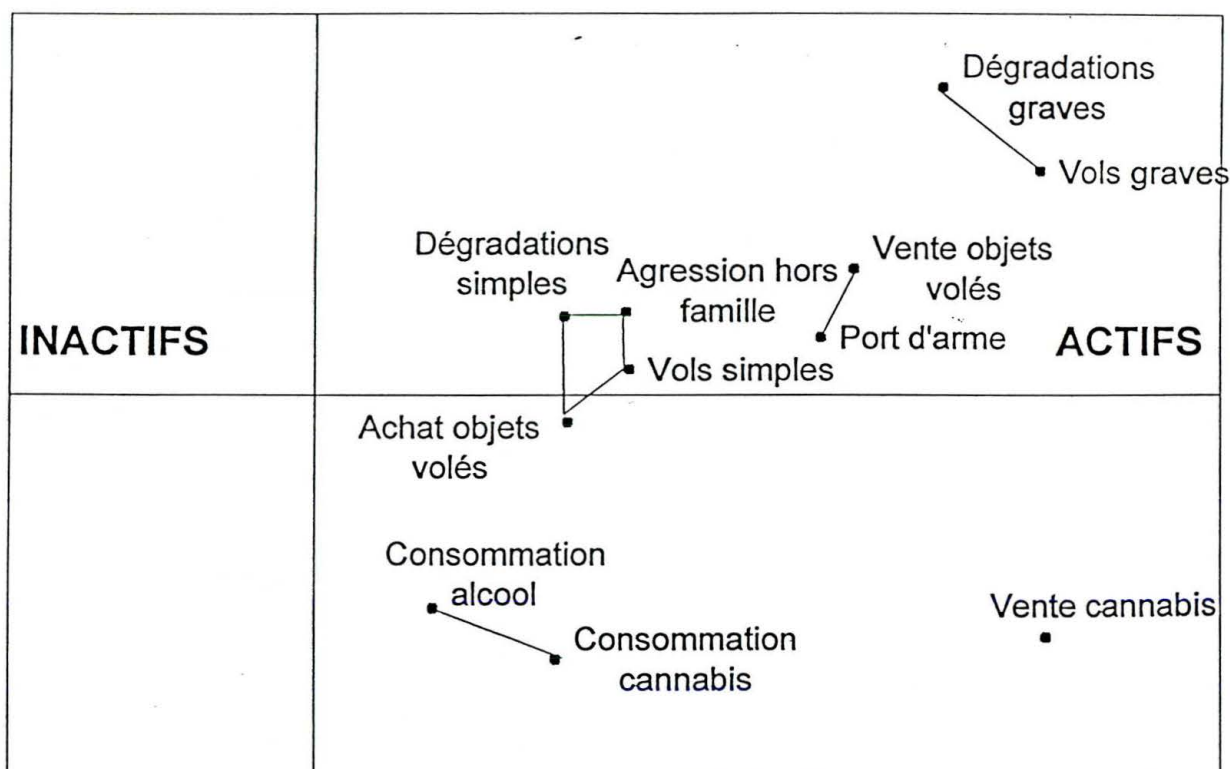 Dégradations
graves
Vols graves
Dégradations
simples
Agression hors
famille
Vente objets
volés
INACTIFS
Port d'arme
ACTIFS
Vols simples
Achat objets
volés
Consommation
alcool
Vente cannabis
Consommation
cannabis